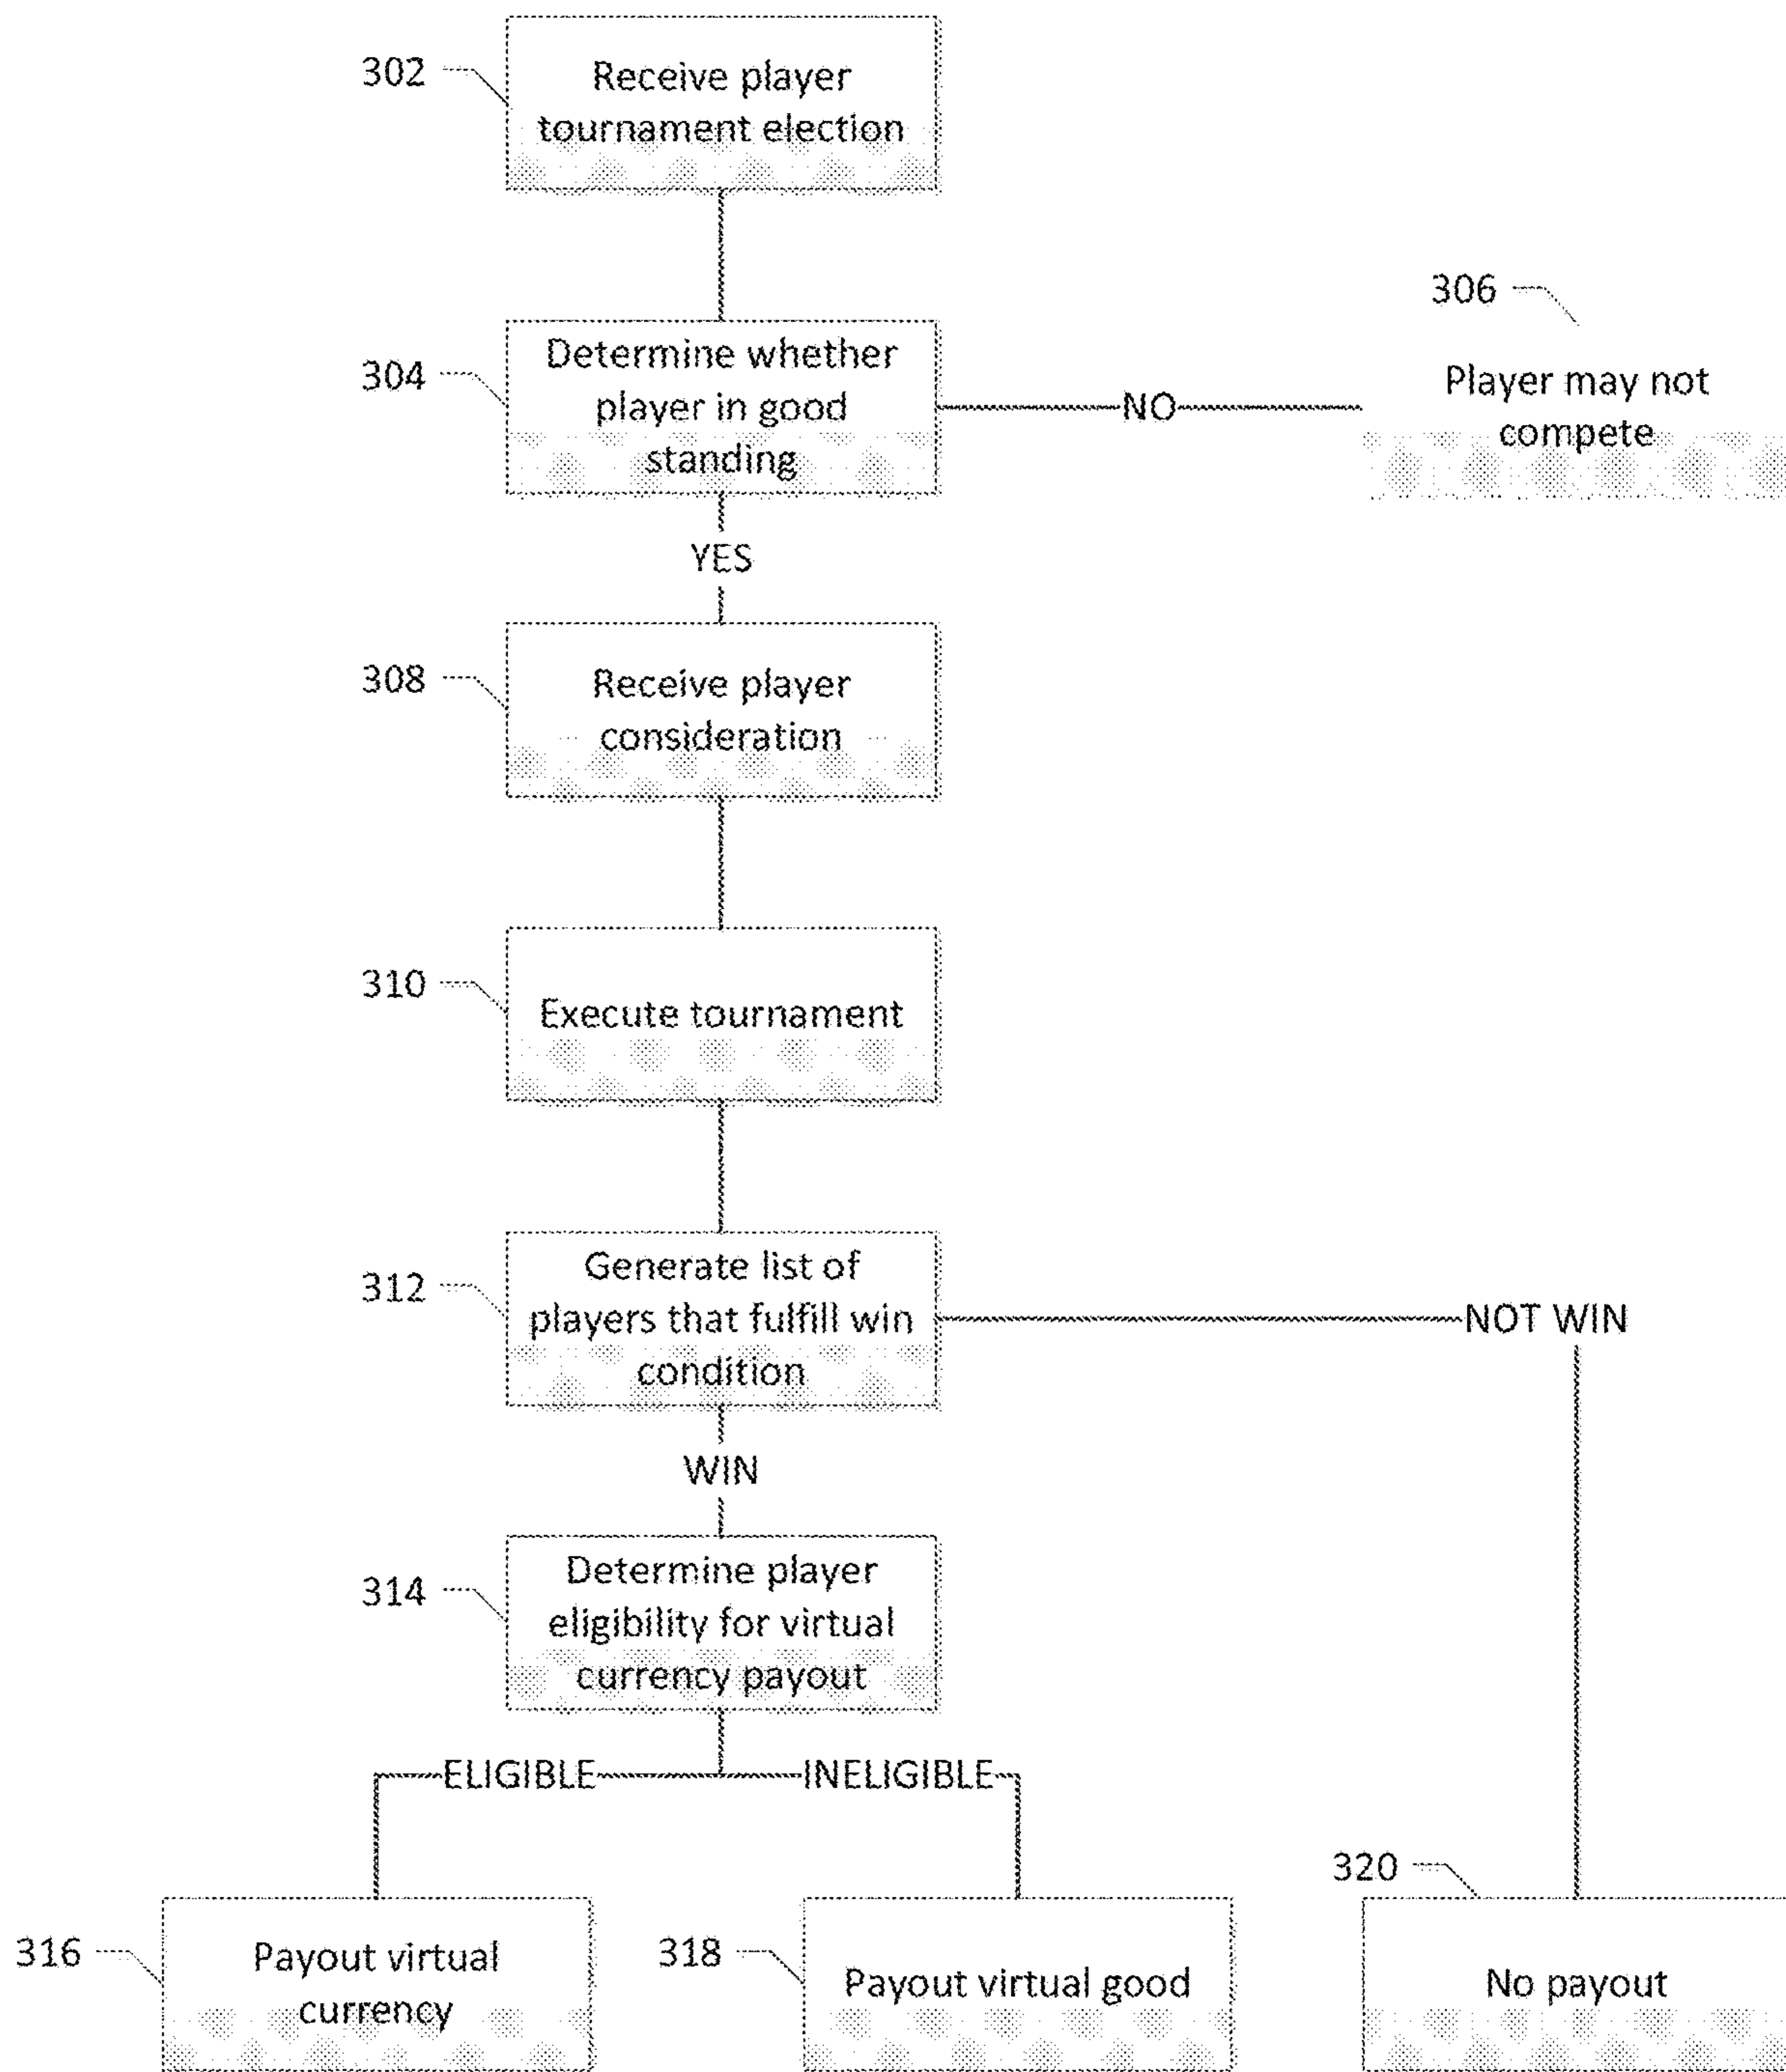 302
Receive player
tournament election
306
304
Determine whether
player in good
standing
NO
Player may not
compete
YES
308
Receive player
consideration
310
Execute tournament
312
Generate list of
players that fulfill win
condition
NOT WIN
WIN
314
Determine player
eligibility for virtual
currency payout
ELIGIBLE
INELIGIBLE
316
Payout virtual
currency
318
Payout virtual good
320
No payout